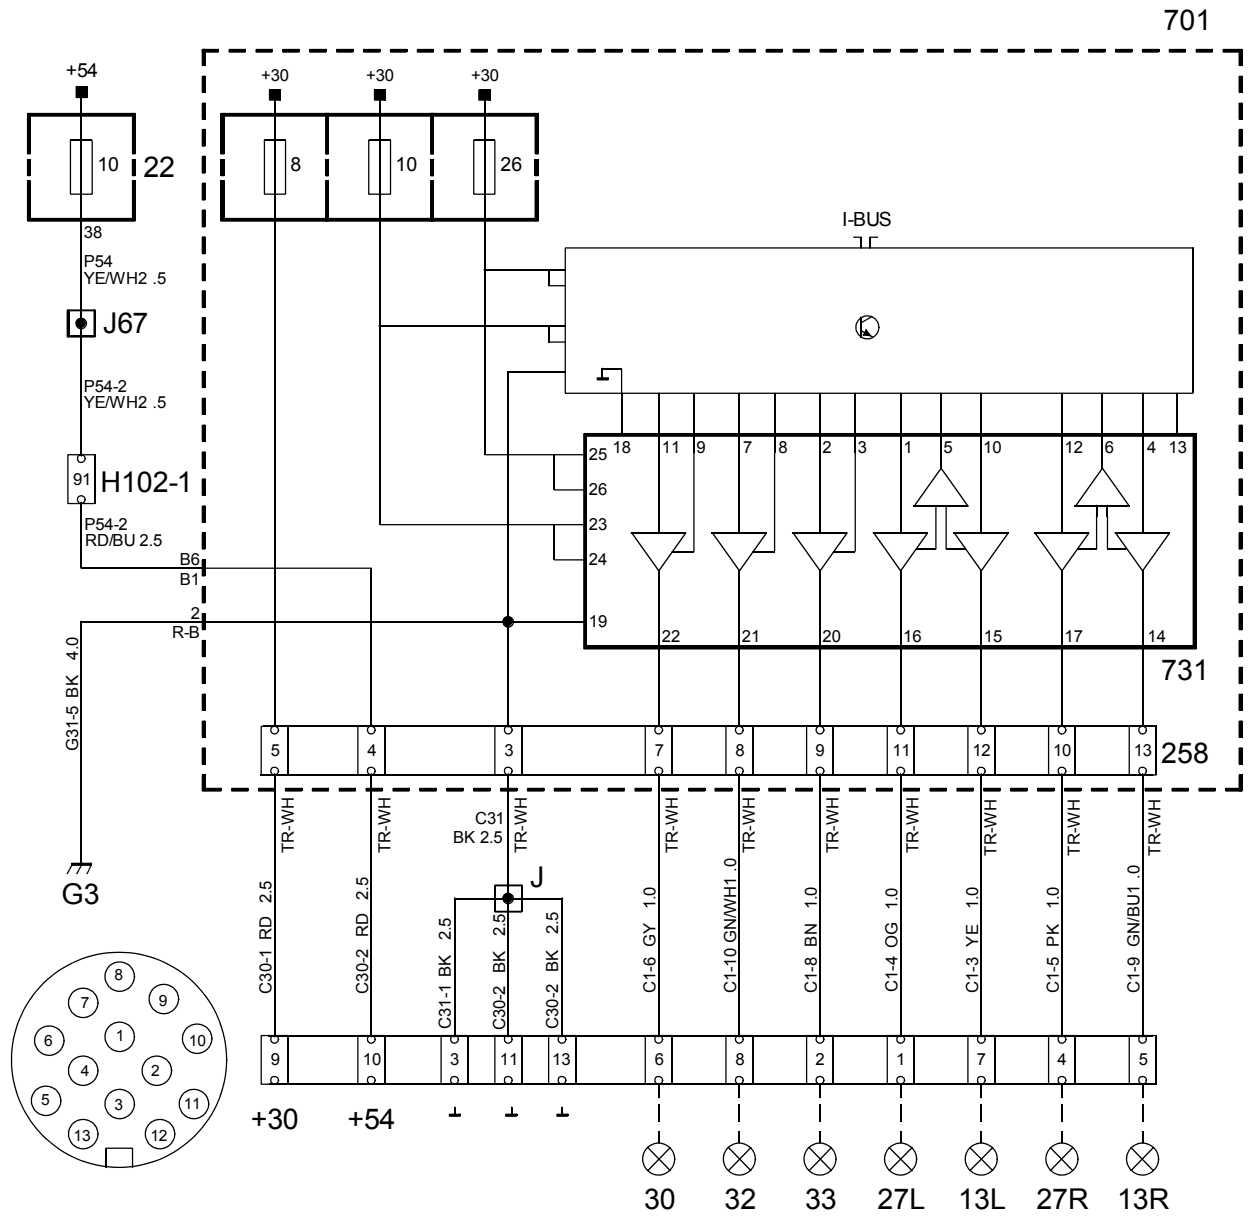 701
+54
+30
+30
+30
10
22
8
10
26
38
P54
YE/WH2 .5
I-BUS
J67
P54-2
YE/WH2 .5
18
11
9
7
8
2
3
1
5
10
12
6
4
13
25
26
23
24
91
H102-1
P54-2
RD/BU 2.5
B6
B1
2
R-B
19
22
21
20
16
15
17
14
731
G31-5 BK 4.0
5
4
3
7
8
9
11
12
10
13
258
TR-WH
TR-WH
C31
BK 2.5
TR-WH
TR-WH
TR-WH
TR-WH
TR-WH
TR-WH
TR-WH
TR-WH
G3
J
C30-1 RD 2.5
C30-2 RD 2.5
C31-1 BK 2.5
C30-2 BK 2.5
C30-2 BK 2.5
C1-6 GY 1.0
C1-10 GN/WH1 .0
C1-8 BN 1.0
C1-4 OG 1.0
C1-3 YE 1.0
C1-5 PK 1.0
C1-9 GN/BU1 .0
8
7
9
6
1
10
4
2
5
3
11
13
12
9
10
3
11
13
6
8
2
1
7
4
5
+30
+54
30
32
33
27L
13L
27R
13R